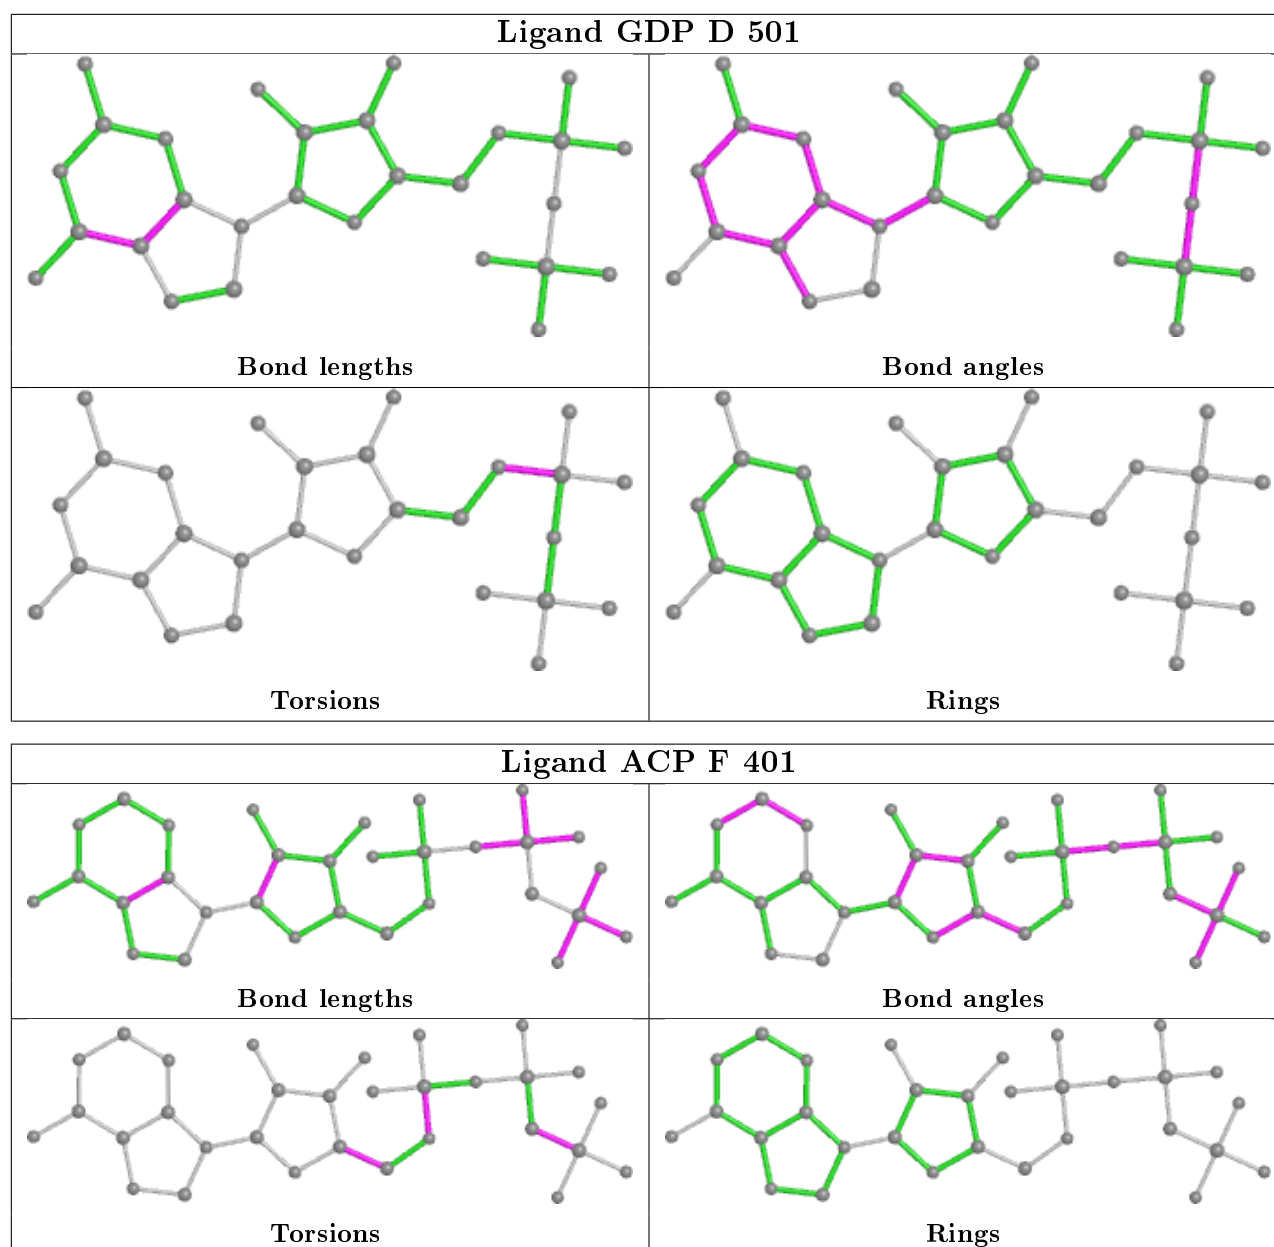 Ligand GDP D 501
Bond lengths
Bond angles
Torsions
Rings
Ligand ACP F 401
Bond lengths
Bond angles
Torsions
Rings